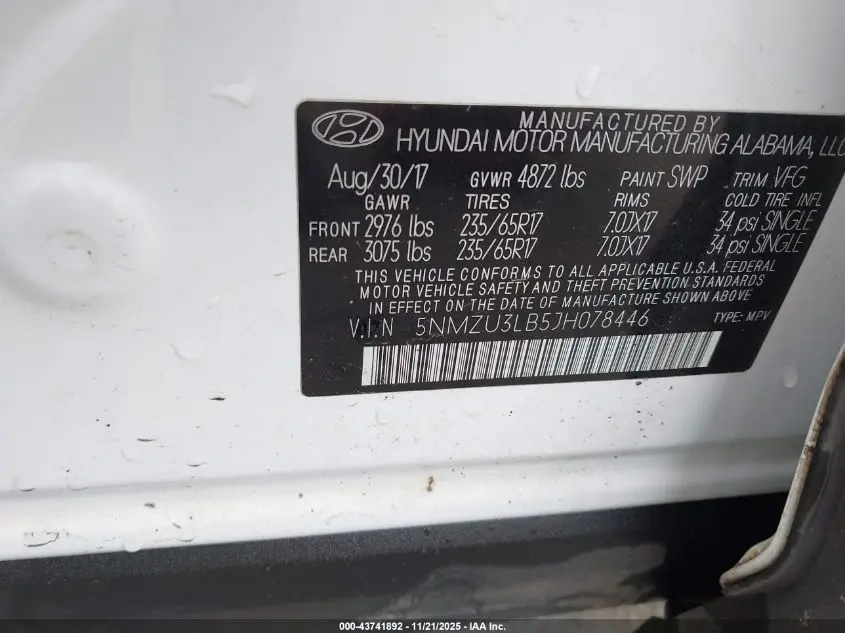 MANUFACTURED BY
HYUNDAI MOTOR MANUFACTURING ALABAMA, LLC
Aug/30/17 GVWR 4872 lbs PAINT SWP TRIM VFG
GAWR TIRES RIMS COLD TIRE INFL
FRONT 2976 lbs 235/65R17 7.0JX17 34 psi SINGLE
REAR 3075 lbs 235/65R17 7.0JX17 34 psi SINGLE
THIS VEHICLE CONFORMS TO ALL APPLICABLE U.S.A. FEDERAL
MOTOR VEHICLE SAFETY AND THEFT PREVENTION STANDARDS
IN EFFECT ON THE DATE OF MANUFACTURE SHOWN ABOVE
V.I.N 5NMZU3LB5JH078446 TYPE: MPV
000-43741892 - 11/21/2025 - IAA Inc.